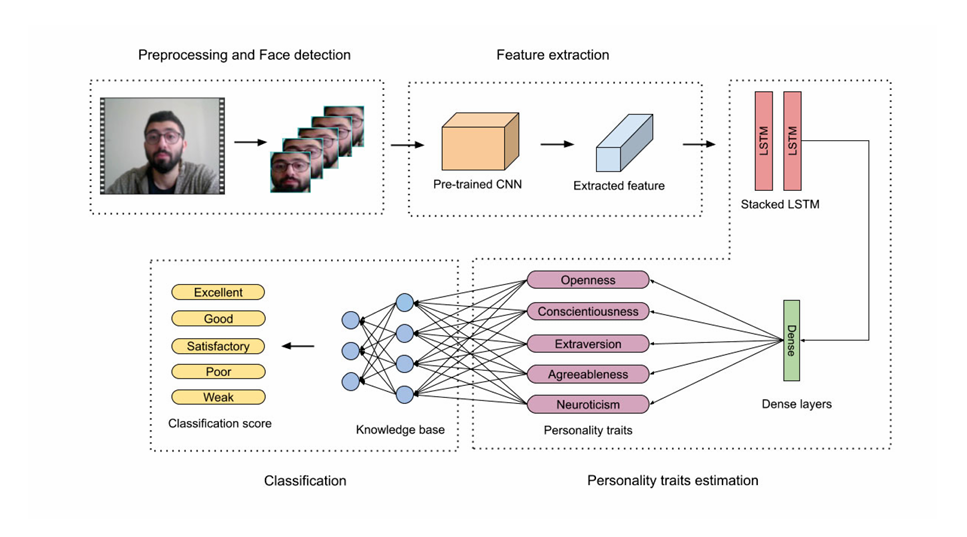 Preprocessing and Face detection
Feature extraction
Pre-trained CNN
Extracted feature
LSTM
LSTM
Stacked LSTM
Excellent
Good
Satisfactory
Poor
Weak
Classification score
Knowledge base
Openness
Conscientiousness
Extraversion
Agreeableness
Neuroticism
Personality traits
Dense
Dense layers
Classification
Personality traits estimation